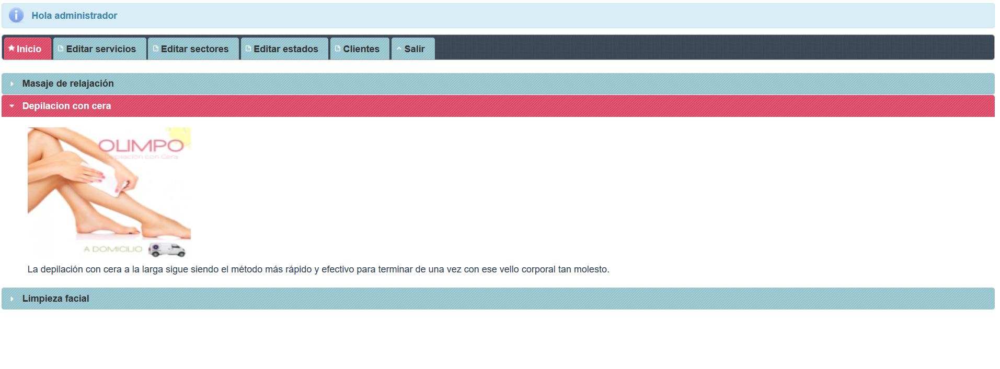 Hola administrador
Inicio Editar servicios Editar sectores Editar estados Clientes Salir
Masaje de relajación
Depilacion con cera
OLIMPO
Depilación con Cera
A DOMICILIO
La depilación con cera a la larga sigue siendo el método más rápido y efectivo para terminar de una vez con ese vello corporal tan molesto.
Limpieza facial